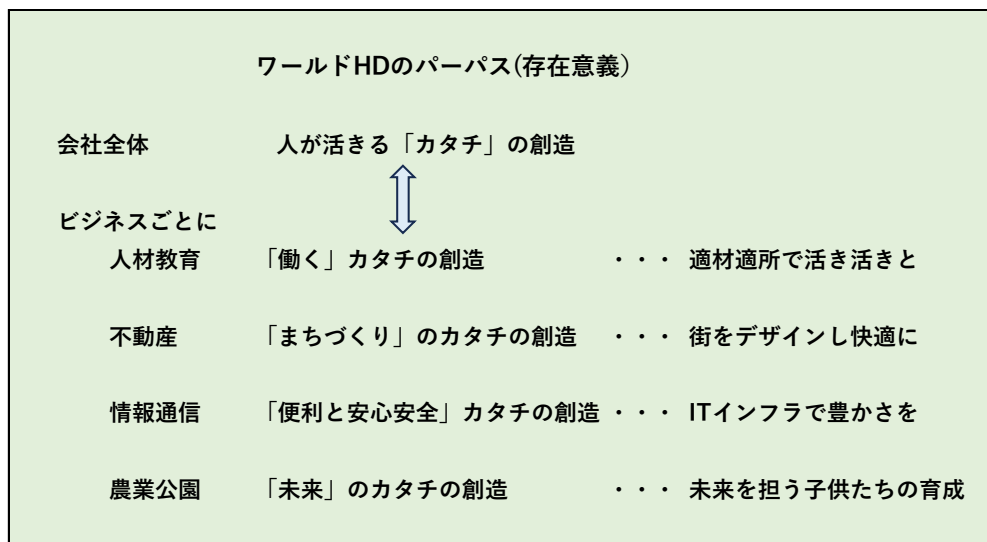 ワールドHDのパーパス(存在意義)
会社全体 人が活きる「カタチ」の創造
ビジネスごとに
人材教育 「働く」カタチの創造 ・・・ 適材適所で活き活きと
不動産 「まちづくり」のカタチの創造 ・・・ 街をデザインし快適に
情報通信 「便利と安心安全」カタチの創造 ・・・ ITインフラで豊かさを
農業公園 「未来」のカタチの創造 ・・・ 未来を担う子供たちの育成